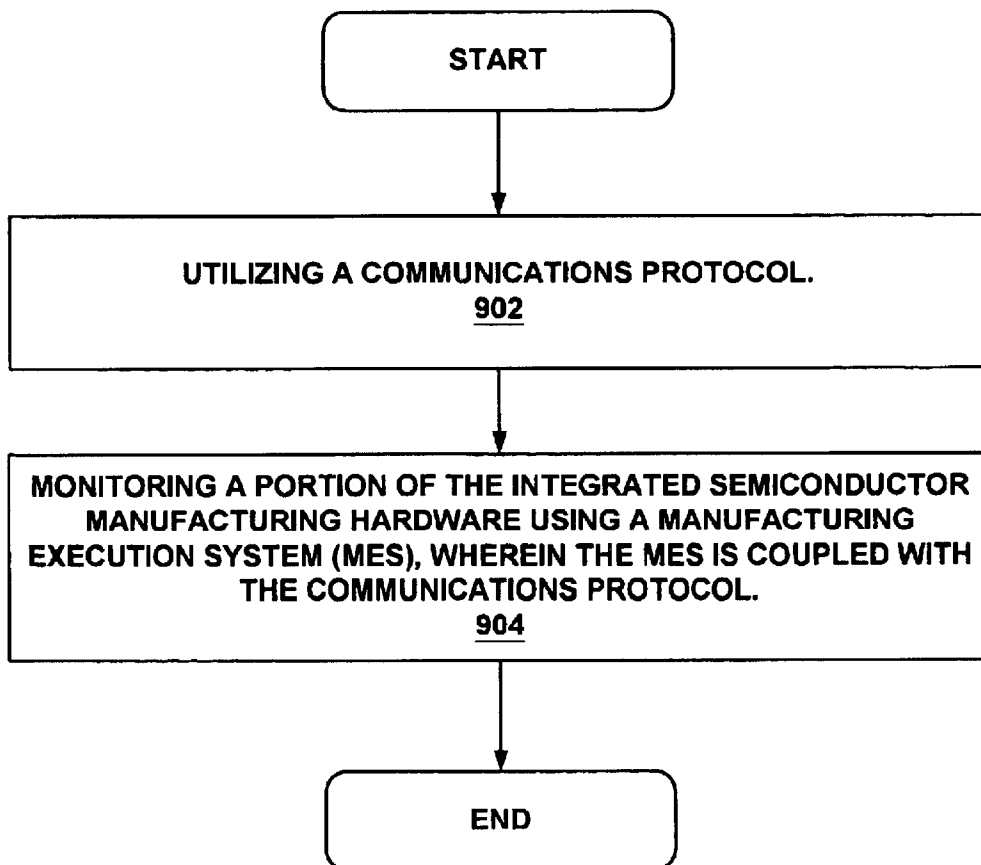 START
UTILIZING A COMMUNICATIONS PROTOCOL.
902
MONITORING A PORTION OF THE INTEGRATED SEMICONDUCTOR
MANUFACTURING HARDWARE USING A MANUFACTURING
EXECUTION SYSTEM (MES), WHEREIN THE MES IS COUPLED WITH
THE COMMUNICATIONS PROTOCOL.
904
END